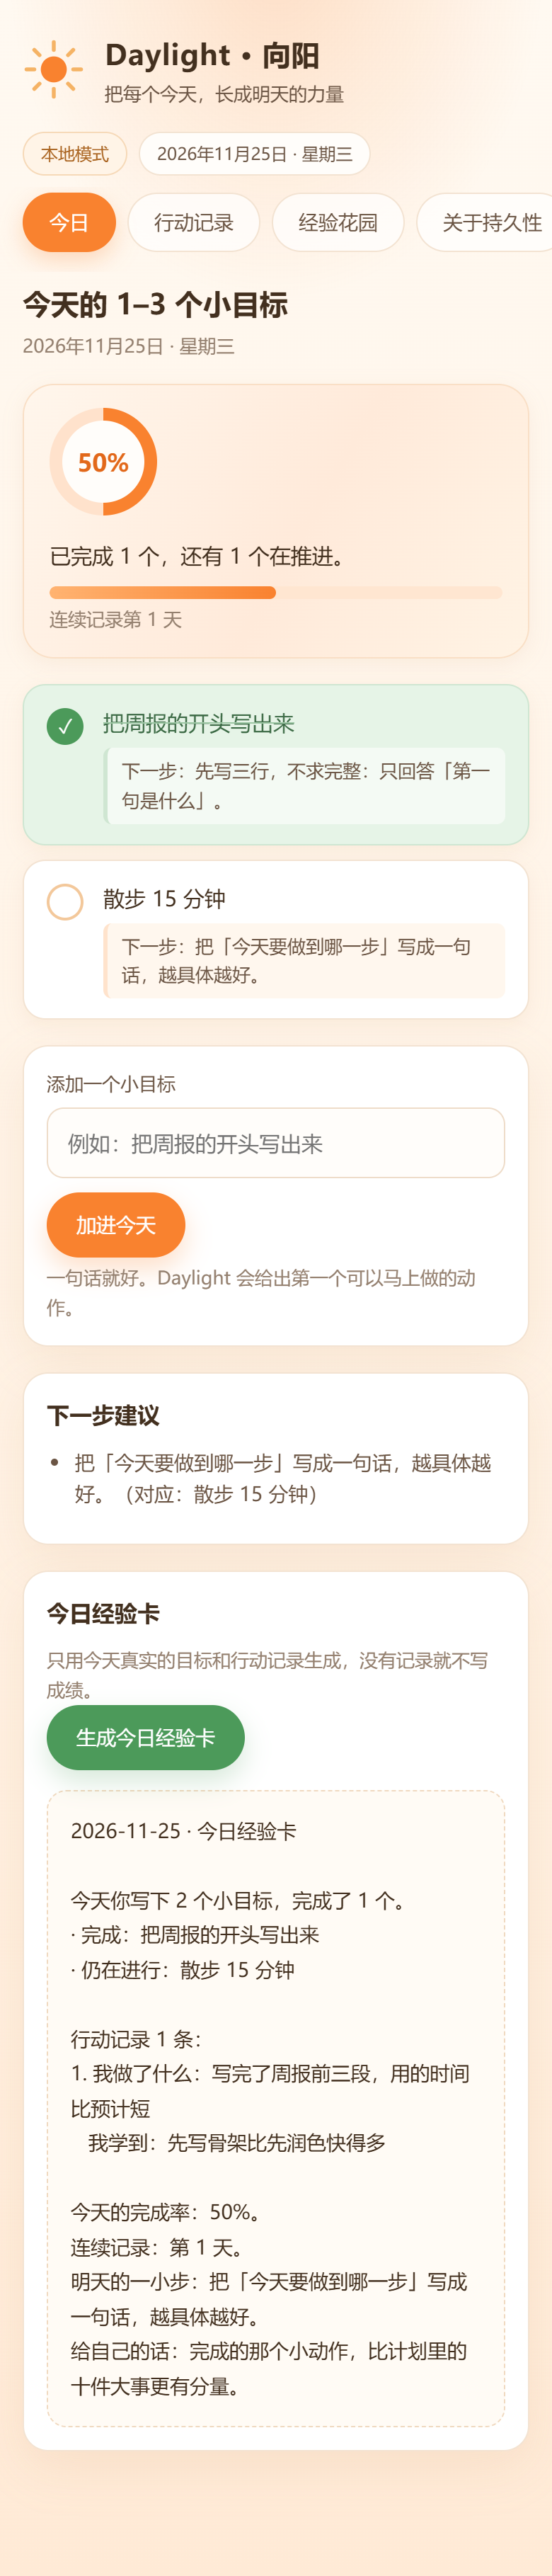 Daylight · 向阳
把每个今天，长成明天的力量
本地模式
2026年11月25日 · 星期三
今日
行动记录
经验花园
关于持久性
今天的 1–3 个小目标
2026年11月25日 · 星期三
50%
已完成 1 个，还有 1 个在推进。
连续记录第 1 天
✓
把周报的开头写出来
下一步：先写三行，不求完整：只回答「第一
句是什么」。
散步 15 分钟
下一步：把「今天要做到哪一步」写成一句
话，越具体越好。
添加一个小目标
例如：把周报的开头写出来
加进今天
一句话就好。Daylight 会给出第一个可以马上做的动
作。
下一步建议
• 把「今天要做到哪一步」写成一句话，越具体越
好。（对应：散步 15 分钟）
今日经验卡
只用今天真实的目标和行动记录生成，没有记录就不写
成绩。
生成今日经验卡
2026-11-25 · 今日经验卡
今天你写下 2 个小目标，完成了 1 个。
· 完成：把周报的开头写出来
· 仍在进行：散步 15 分钟
行动记录 1 条：
1. 我做了什么：写完了周报前三段，用的时间
比预计短
我学到：先写骨架比先润色快得多
今天的完成率：50%。
连续记录：第 1 天。
明天的一小步：把「今天要做到哪一步」写成
一句话，越具体越好。
给自己的话：完成的那个小动作，比计划里的
十件大事更有分量。